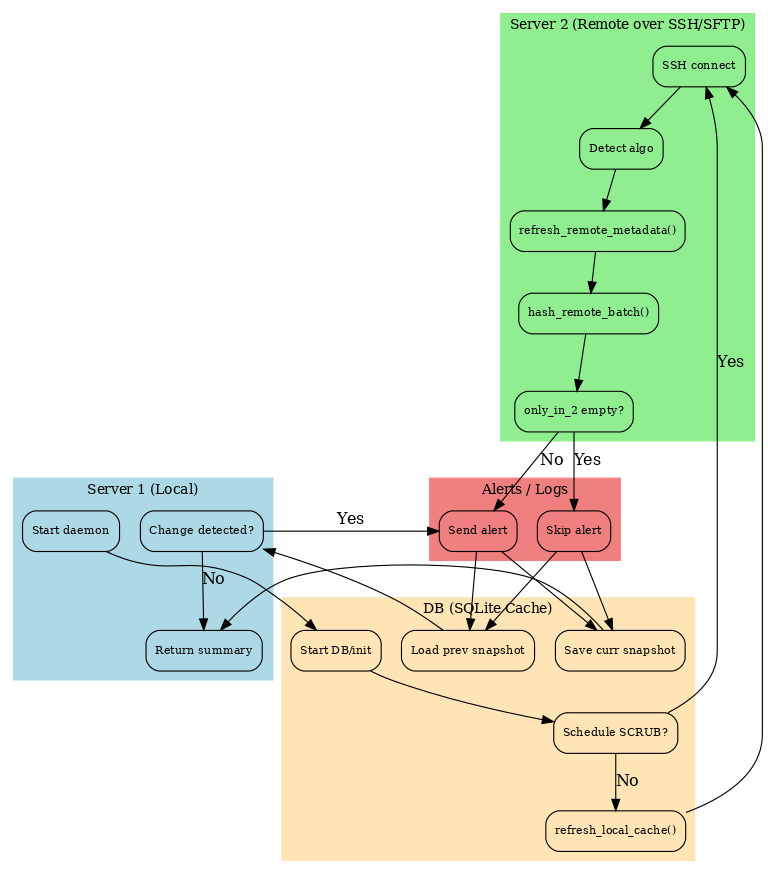 Server 2 (Remote over SSH/SFTP)
SSH connect
Detect algo
refresh_remote_metadata()
hash_remote_batch()
Yes
only_in_2 empty?
No
Yes
Server 1 (Local)
Alerts / Logs
Start daemon
Change detected?
Yes
Send alert
Skip alert
No
DB (SQLite Cache)
Return summary
Start DB/init
Load prev snapshot
Save curr snapshot
Schedule SCRUB?
No
refresh_local_cache()